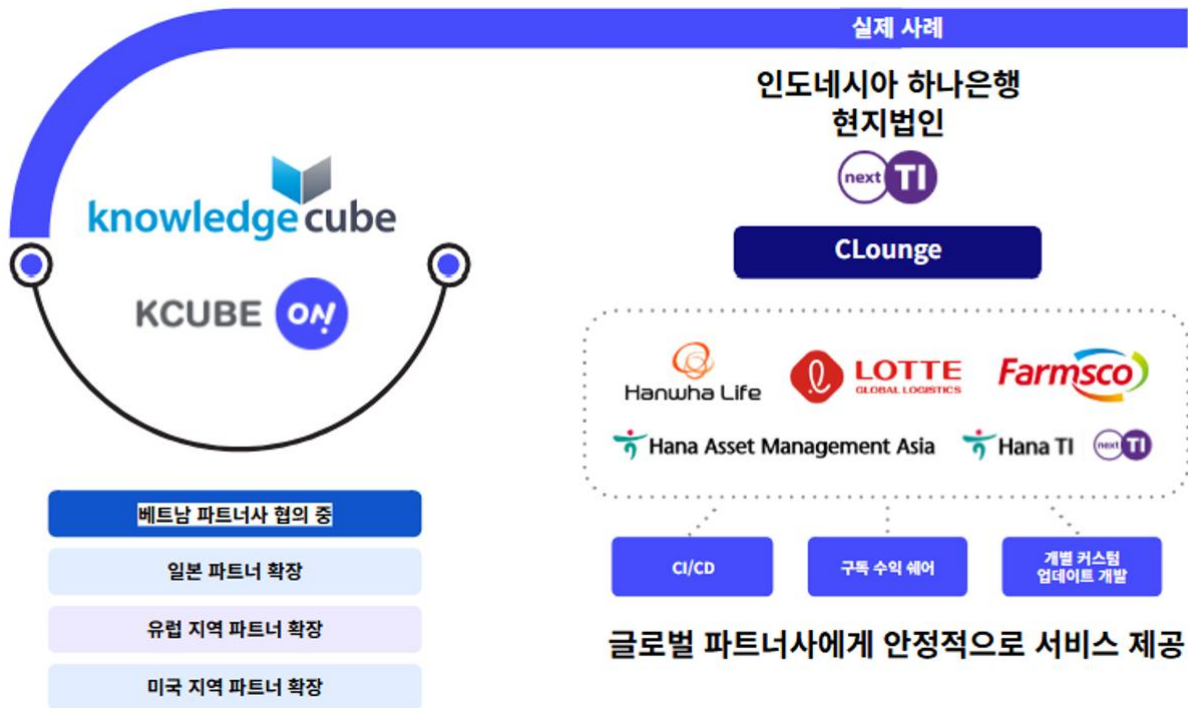 실제 사례
knowledge cube
KCUBE ON!
베트남 파트너사 협의 중
일본 파트너 확장
유럽 지역 파트너 확장
미국 지역 파트너 확장
인도네시아 하나은행
현지법인
next TI
CLounge
Hanwha Life
LOTTE
GLOBAL LOGISTICS
Farmsco
Hana Asset Management Asia
Hana TI
next TI
CI/CD
구독 수익 쉐어
개별 커스텀
업데이트 개발
글로벌 파트너사에게 안정적으로 서비스 제공